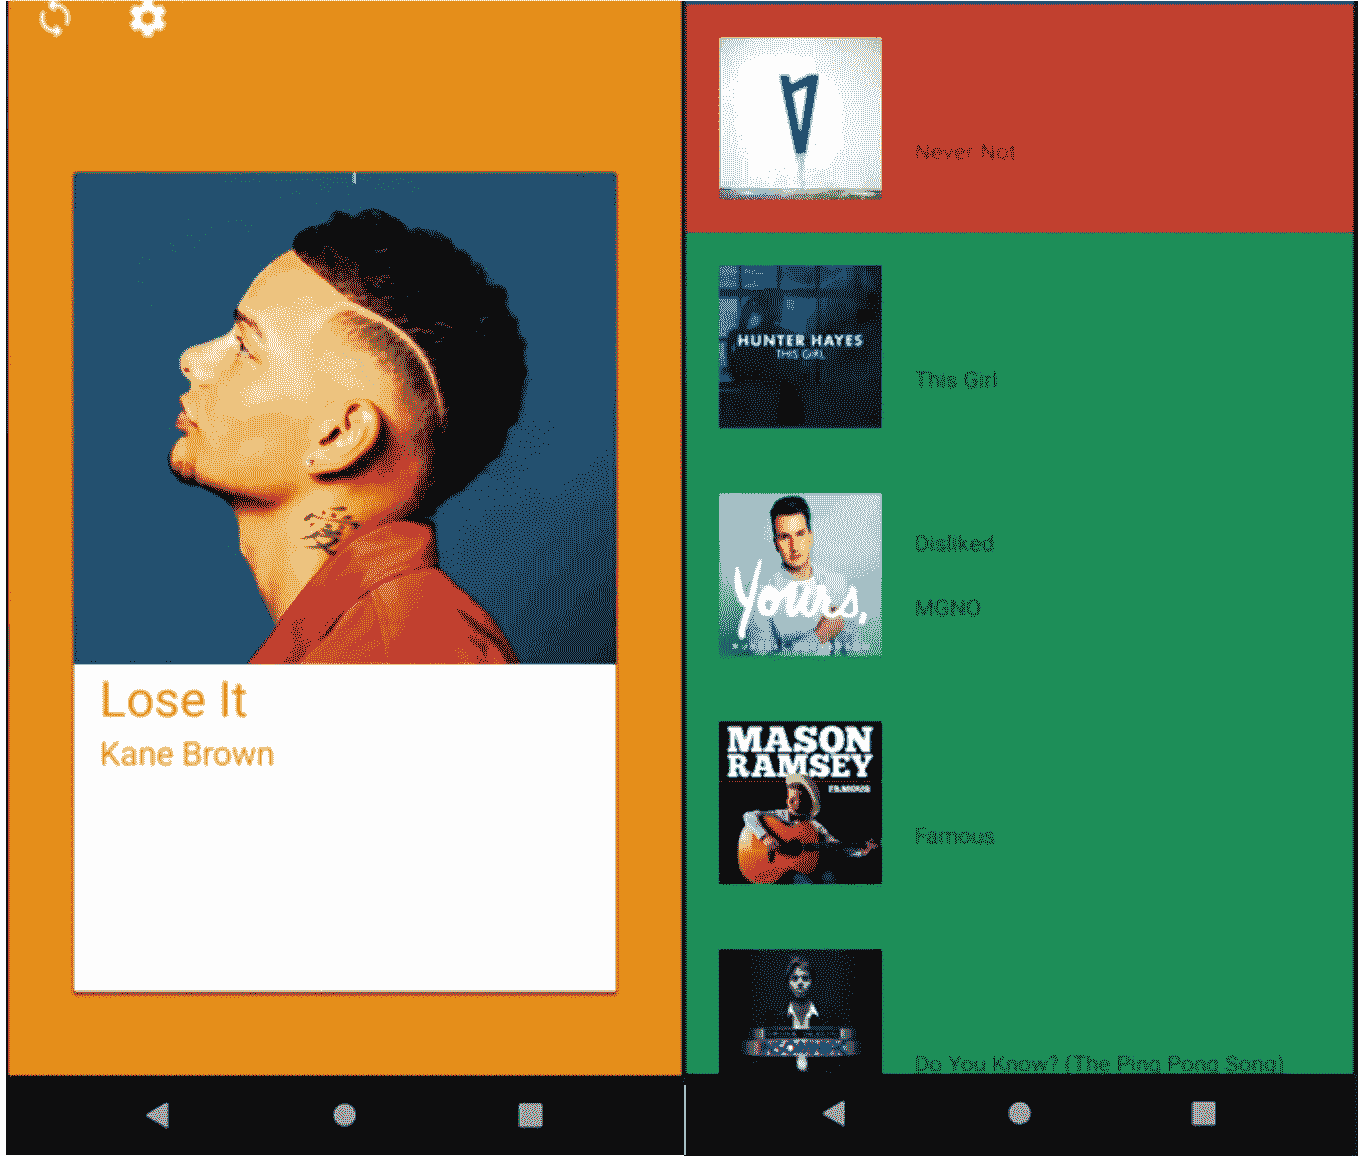 Lose It
Kane Brown
Never Not
HUNTER HAYES
THIS GIRL
This Girl
Disliked
Yours,
MGNO
MASON
RAMSEY
FAMOUS
Famous
Do You Know? (The Ping Pong Song)